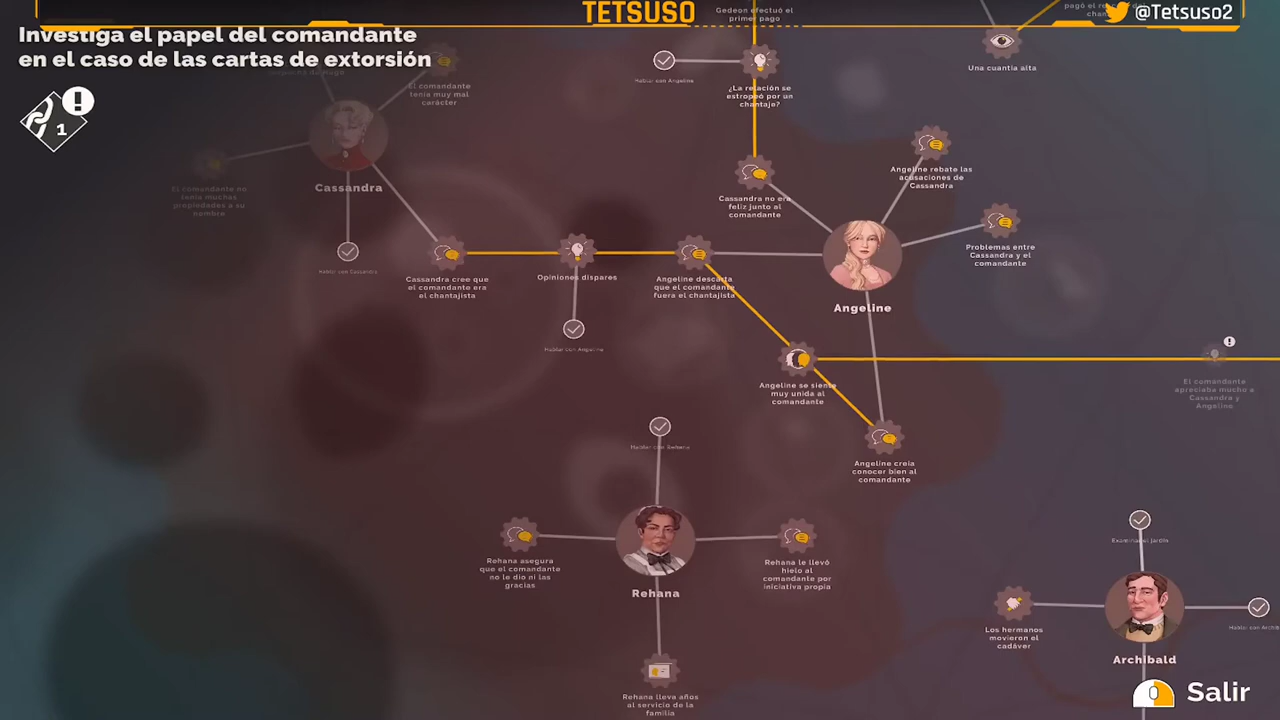 TETSUSO
@Tetsuso2
Investiga el papel del comandante
en el caso de las cartas de extorsión
1
Gedeon efectuó el
primer pago
pagó el
Una cuantía alta
Hablar con Angeline
¿La relación se
estropeó por un
chantaje?
El comandante
tenía muy mal
carácter
Cassandra
El comandante no
tenía muchas
propiedades a su
nombre
Hablar con Cassandra
Cassandra cree que
el comandante era
el chantajista
Opiniones dispares
Hablar con Angeline
Angeline descarta
que el comandante
fuera el chantajista
Cassandra no era
feliz junto al
comandante
Angeline rebate las
acusaciones de
Cassandra
Problemas entre
Cassandra y el
comandante
Angeline
Angeline se siente
muy unida al
comandante
El comandante
apreciaba mucho a
Cassandra y
Angeline
Angeline creía
conocer bien al
comandante
Hablar con Rehana
Rehana asegura
que el comandante
no le dio ni las
gracias
Rehana
Rehana le llevó
hielo al
comandante por
iniciativa propia
Rehana lleva años
al servicio de la
familia
Examina el jardín
Los hermanos
movieron el
cadáver
Archibald
Hablar con Archib
Salir